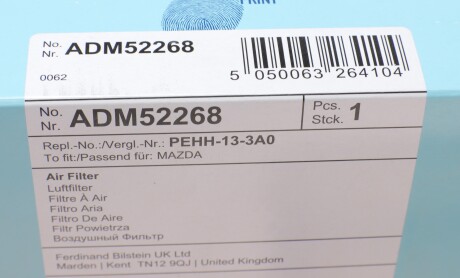 PRINT
No.
Nr. ADM52268
0062
5 050063 264104
No.
Nr. ADM52268
Pcs.
Stck. 1
Repl.-No.:/Vergl.-Nr.: PEHH-13-3A0
To fit:/Passend für: MAZDA
Air Filter
Luftfilter
Filtre À Air
Filtro Aria
Filtro De Aire
Filtr Powietrza
Воздушный Фильтр
Ferdinand Bilstein UK Ltd
Marden | Kent TN12 9QJ | United Kingdom